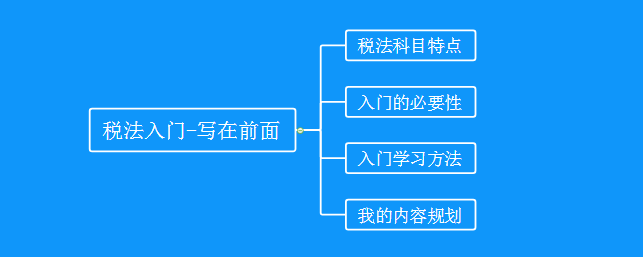 税法科目特点
入门的必要性
税法入门-写在前面
入门学习方法
我的内容规划